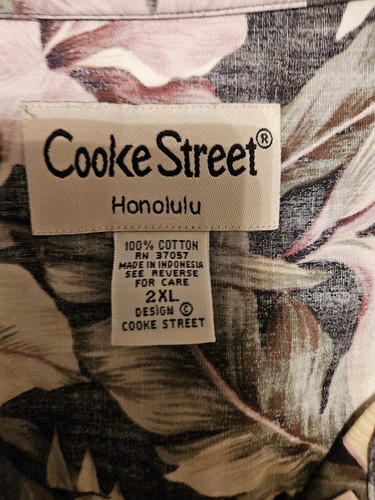 Cooke Street®
Honolulu
100% COTTON
RN 37057
MADE IN INDONESIA
SEE REVERSE
FOR CARE
2XL
DESIGN ©
COOKE STREET